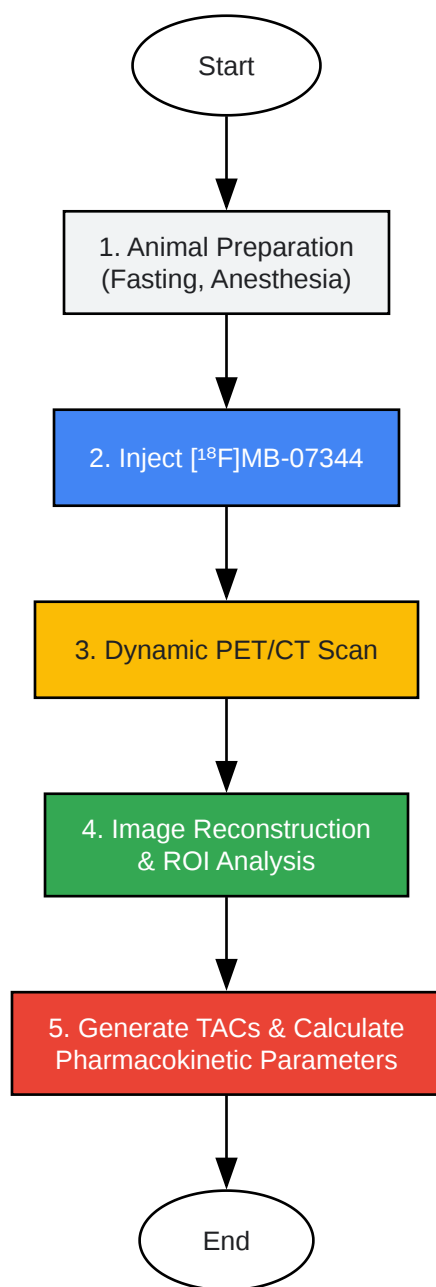 Start
1. Animal Preparation
(Fasting, Anesthesia)
2. Inject [¹⁸F]MB-07344
3. Dynamic PET/CT Scan
4. Image Reconstruction
& ROI Analysis
5. Generate TACs & Calculate
Pharmacokinetic Parameters
End